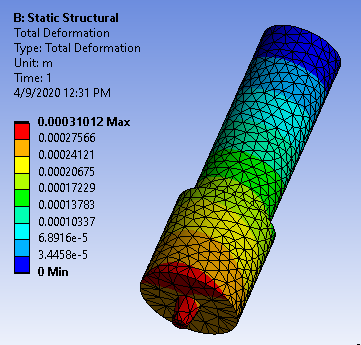 B: Static Structural
Total Deformation
Type: Total Deformation
Unit: m
Time: 1
4/9/2020 12:31 PM
0.00031012 Max
0.00027566
0.00024121
0.00020675
0.00017229
0.00013783
0.00010337
6.8916e-5
3.4458e-5
0 Min